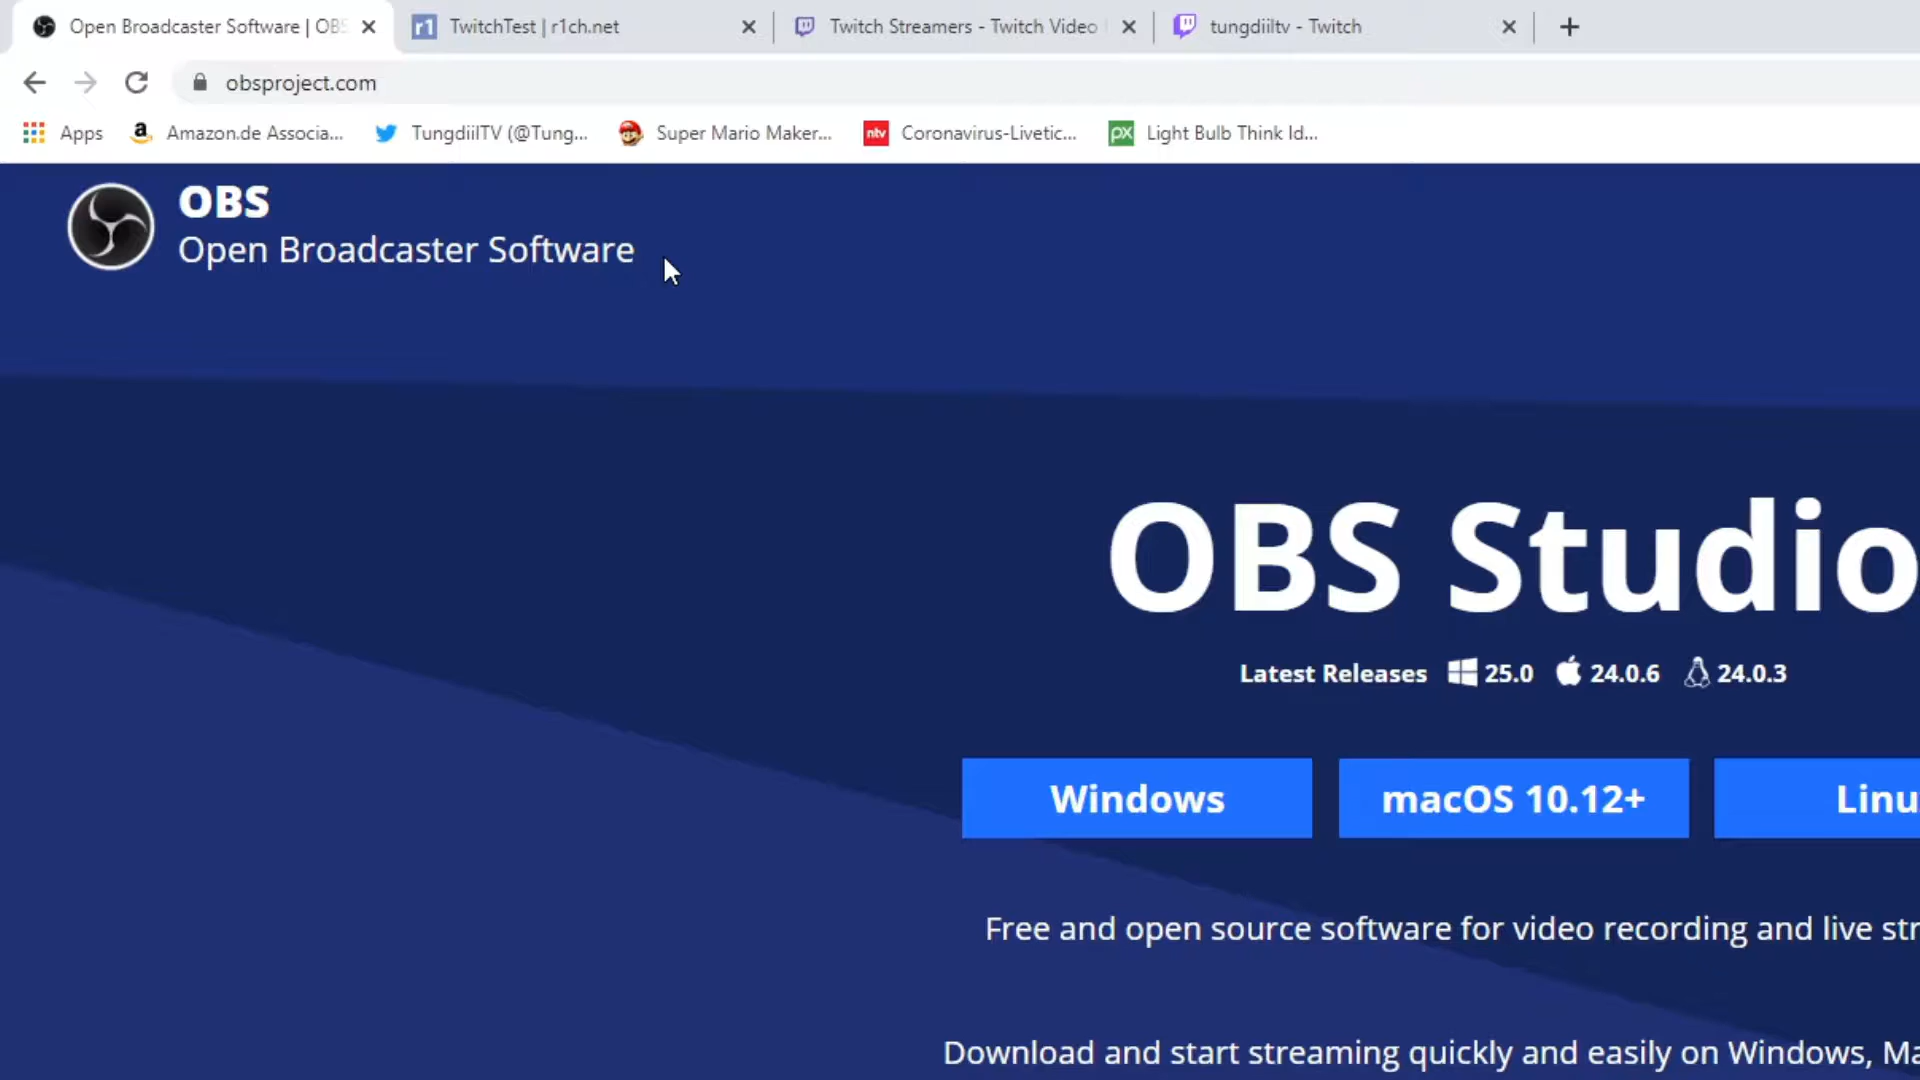 Open Broadcaster Software | OBS
r1 TwitchTest | r1ch.net
Twitch Streamers - Twitch Video
tungdiiltv - Twitch
obsproject.com
Apps
a Amazon.de Associa...
TungdiilTV (@Tung...
Super Mario Maker...
ntv Coronavirus-Livetic...
px Light Bulb Think Id...
OBS
Open Broadcaster Software
OBS Studio
Latest Releases 25.0 24.0.6 24.0.3
Windows
macOS 10.12+
Linu
Free and open source software for video recording and live str
Download and start streaming quickly and easily on Windows, Ma